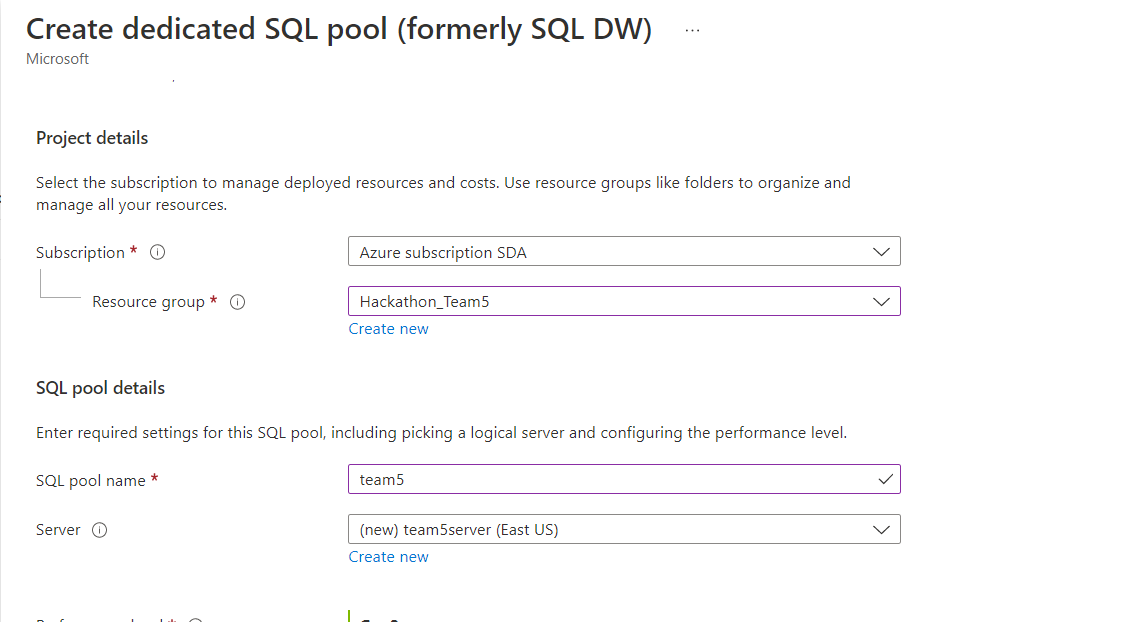 Create dedicated SQL pool (formerly SQL DW) ...
Microsoft
Project details
Select the subscription to manage deployed resources and costs. Use resource groups like folders to organize and
manage all your resources.
Subscription * Azure subscription SDA
Resource group * Hackathon_Team5
Create new
SQL pool details
Enter required settings for this SQL pool, including picking a logical server and configuring the performance level.
SQL pool name * team5
Server (new) team5server (East US)
Create new